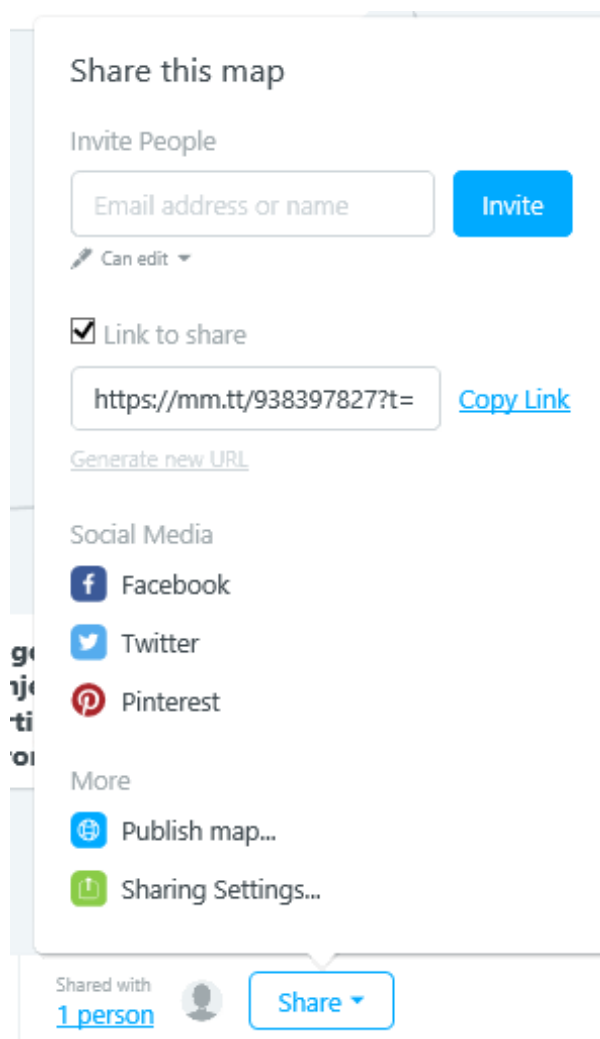 Share this map
Invite People
Email address or name
Invite
Can edit
Link to share
https://mm.tt/938397827?t=
Copy Link
Generate new URL
Social Media
Facebook
Twitter
Pinterest
More
Publish map...
Sharing Settings...
Shared with
1 person
Share